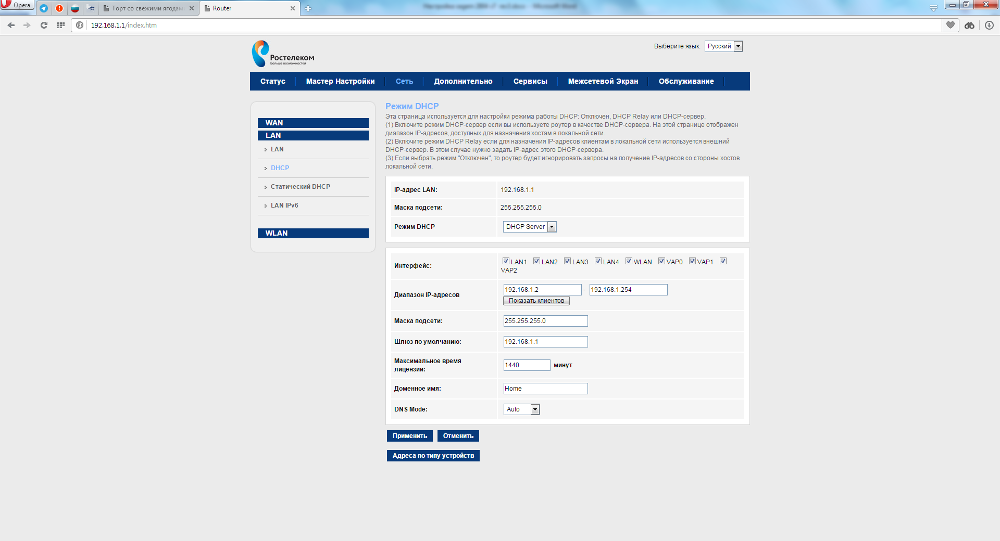 Opera
Торт со свежими ягодам
Router
192.168.1.1/index.htm
Ростелеком
Больше возможностей
Выберите язык: Русский
Статус Мастер Настройки Сеть Дополнительно Сервисы Межсетевой Экран Обслуживание
WAN
LAN
LAN
DHCP
Статический DHCP
LAN IPv6
WLAN
Режим DHCP
Эта страница используется для настройки режима работы DHCP: Отключен, DHCP Relay или DHCP-сервер.
(1) Включите режим DHCP-сервер если вы используете роутер в качестве DHCP-сервера. На этой странице отображен
диапазон IP-адресов, доступных для назначения хостам в локальной сети.
(2) Включите режим DHCP Relay если для назначения IP-адресов клиентам в локальной сети используется внешний
DHCP-сервер. В этом случае нужно задать IP-адрес этого DHCP-сервера.
(3) Если выбрать режим "Отключен", то роутер будет игнорировать запросы на получение IP-адресов со стороны хостов
локальной сети.
IP-адрес LAN: 192.168.1.1
Маска подсети: 255.255.255.0
Режим DHCP DHCP Server
Интерфейс: LAN1 LAN2 LAN3 LAN4 WLAN VAP0 VAP1
VAP2
Диапазон IP-адресов 192.168.1.2 - 192.168.1.254
Показать клиентов
Маска подсети: 255.255.255.0
Шлюз по умолчанию: 192.168.1.1
Максимальное время
лицензии: 1440 минут
Доменное имя: Home
DNS Mode: Auto
Применить Отменить
Адреса по типу устройств